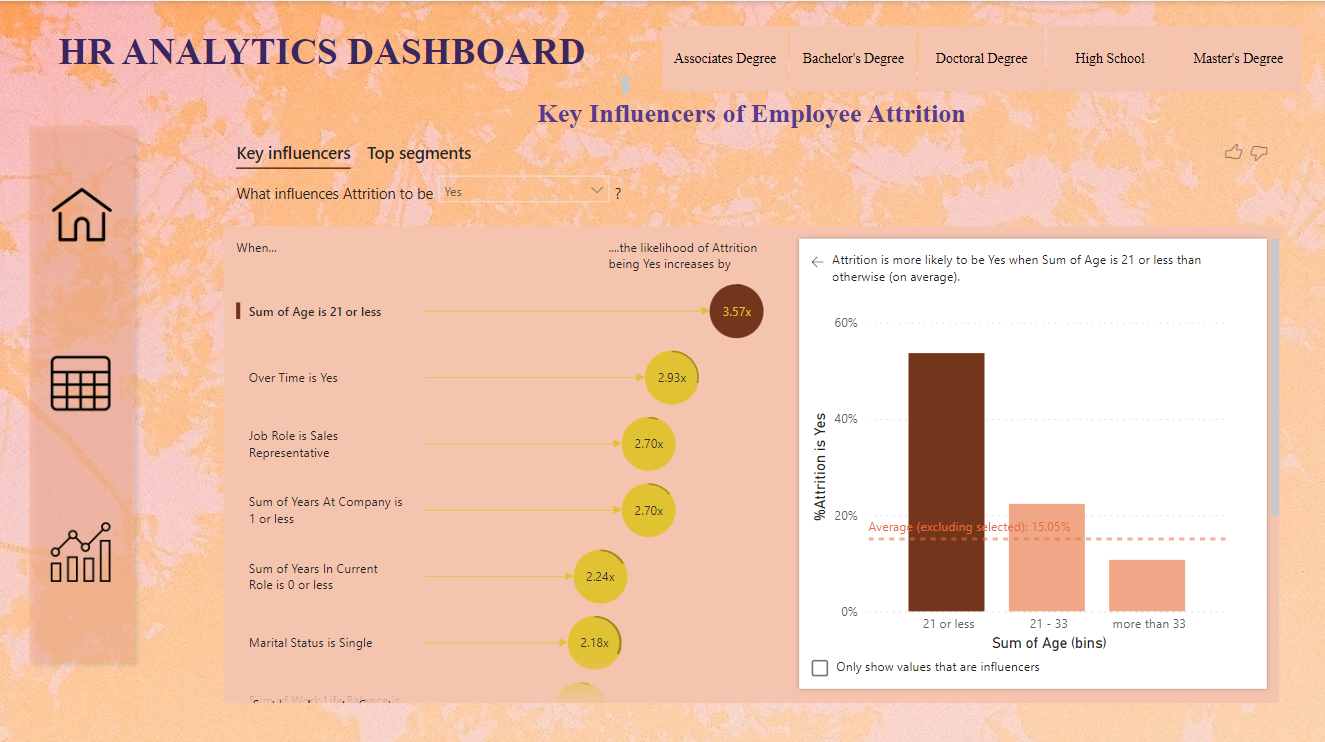 HR ANALYTICS DASHBOARD
Associates Degree
Bachelor's Degree
Doctoral Degree
High School
Master's Degree
Key Influencers of Employee Attrition
Key influencers
Top segments
What influences Attrition to be
Yes
?
When...
....the likelihood of Attrition
being Yes increases by
Sum of Age is 21 or less
3.57x
Over Time is Yes
2.93x
Job Role is Sales
Representative
2.70x
Sum of Years At Company is
1 or less
2.70x
Sum of Years In Current
Role is 0 or less
2.24x
Marital Status is Single
2.18x
Sum of Work Life Balance is
Attrition is more likely to be Yes when Sum of Age is 21 or less than
otherwise (on average).
%Attrition is Yes
60%
40%
20%
0%
Average (excluding selected): 15.05%
21 or less
21 - 33
more than 33
Sum of Age (bins)
Only show values that are influencers